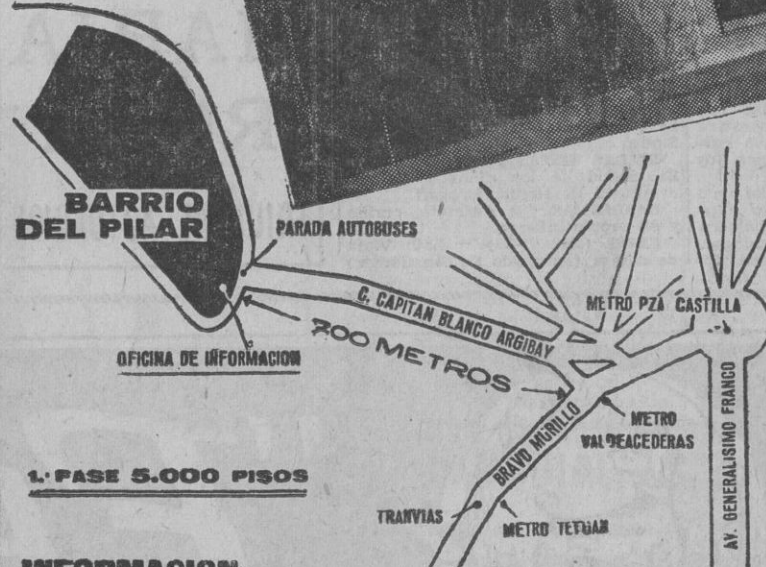 BARRIO
DEL PILAR
PARADA AUTOBUSES
C. CAPITAN BLANCO ARGIBAY
METRO PZA CASTILLA
OFICINA DE INFORMACION
700 METROS
METRO
VALDEACEDERAS
BRAVO MURILLO
AV. GENERALISIMO FRANCO
1.ª FASE 5.000 PISOS
TRANVIAS
METRO TETUAN
INFORMACION